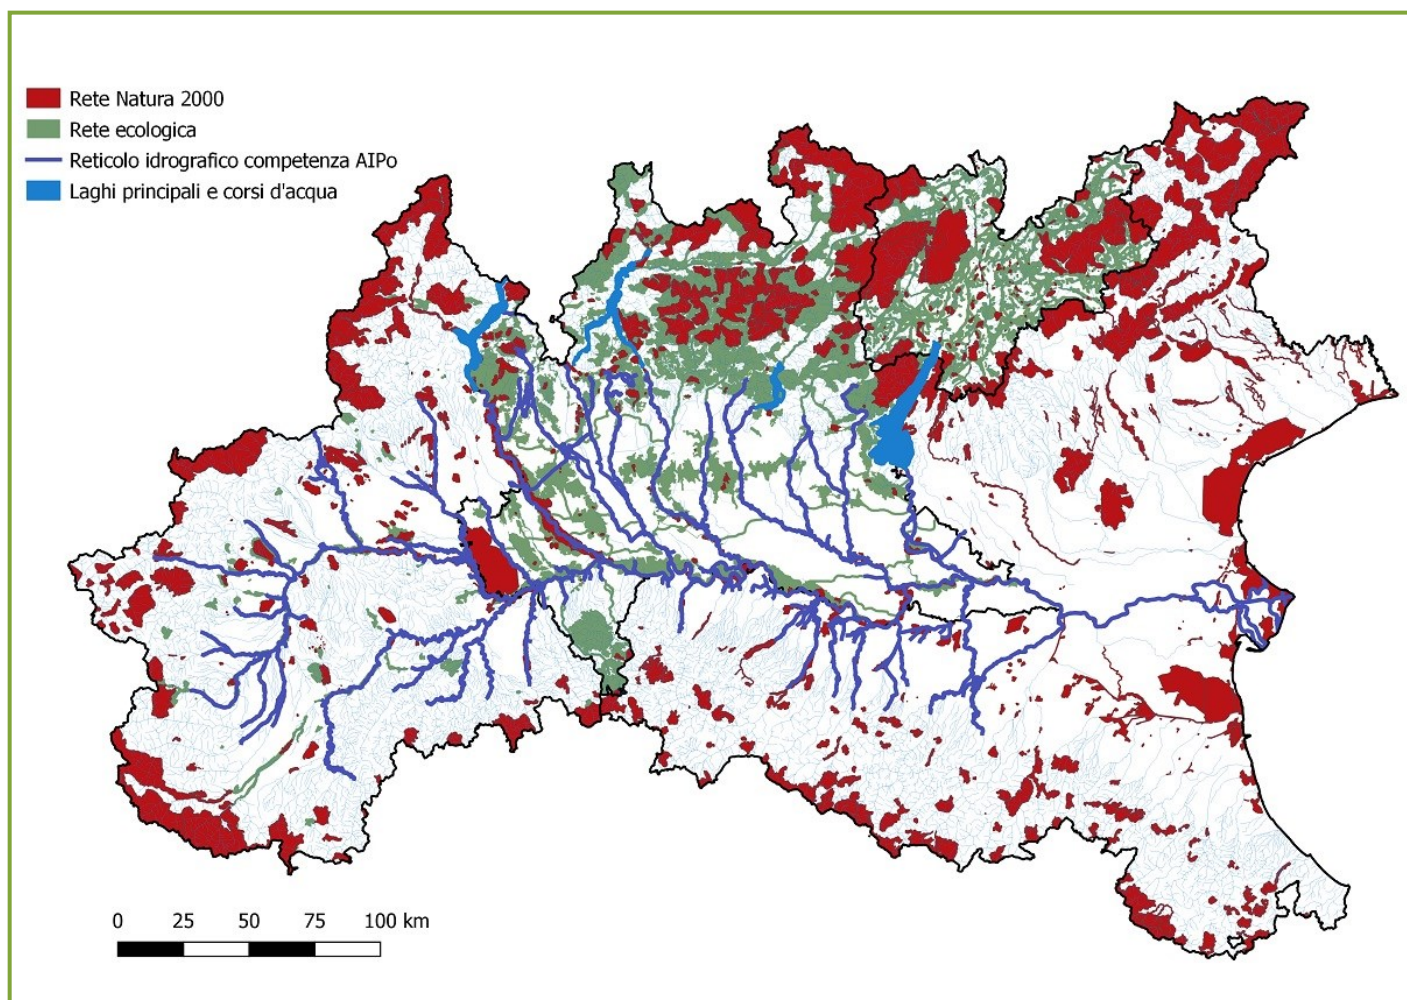 Rete Natura 2000
Rete ecologica
Reticolo idrografico competenza AIPo
Laghi principali e corsi d'acqua
0 25 50 75 100 km